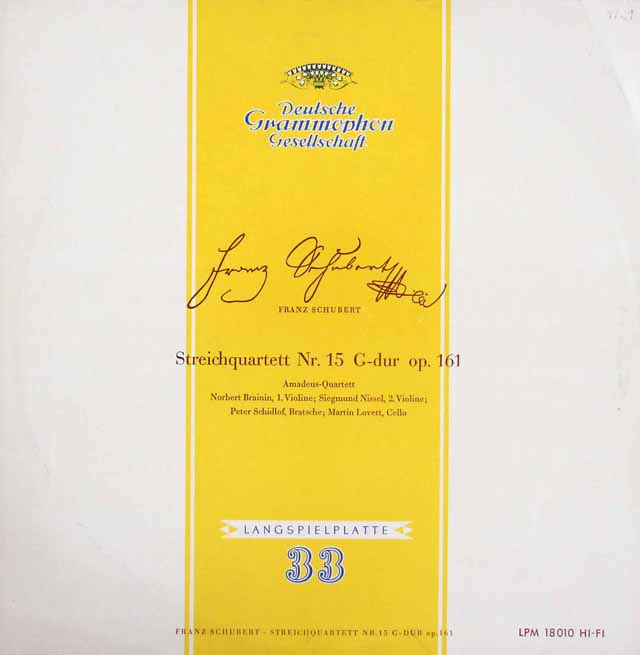 Deutsche
Grammophon
Gesellschaft
Franz Schubert
FRANZ SCHUBERT
Streichquartett Nr. 15 G-dur op. 161
Amadeus-Quartett
Norbert Brainin, 1. Violine; Siegmund Nissel, 2. Violine;
Peter Schidlof, Bratsche; Martin Lovett, Cello
LANGSPIELPLATTE
33
FRANZ SCHUBERT - STREICHQUARTETT NR. 15 G-DUR op. 161
LPM 18010 HI-FI